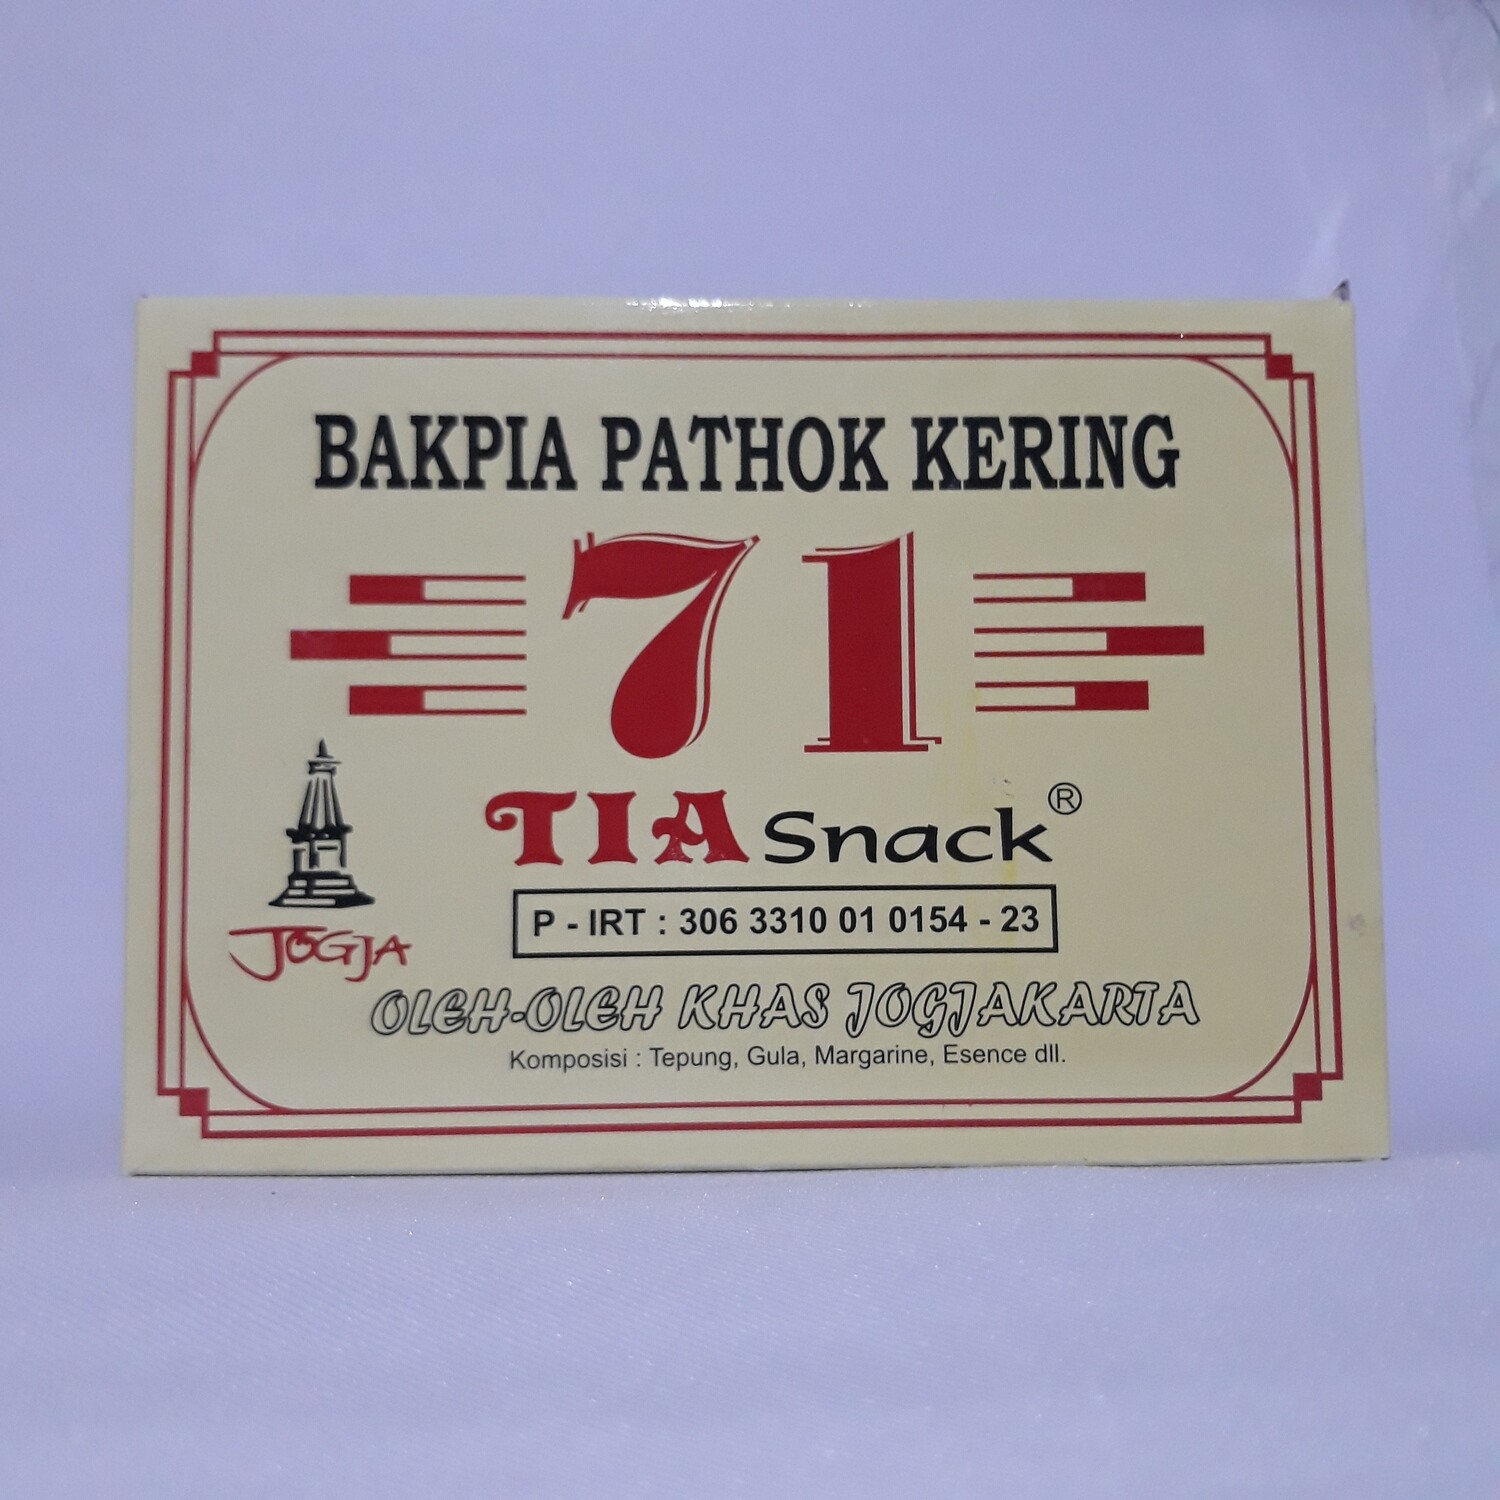 BAKPIA PATHOK KERING
71
TIA Snack®
P - IRT : 306 3310 01 0154 - 23
JOGJA
OLEH-OLEH KHAS JOGJAKARTA
Komposisi : Tepung, Gula, Margarine, Esence dll.